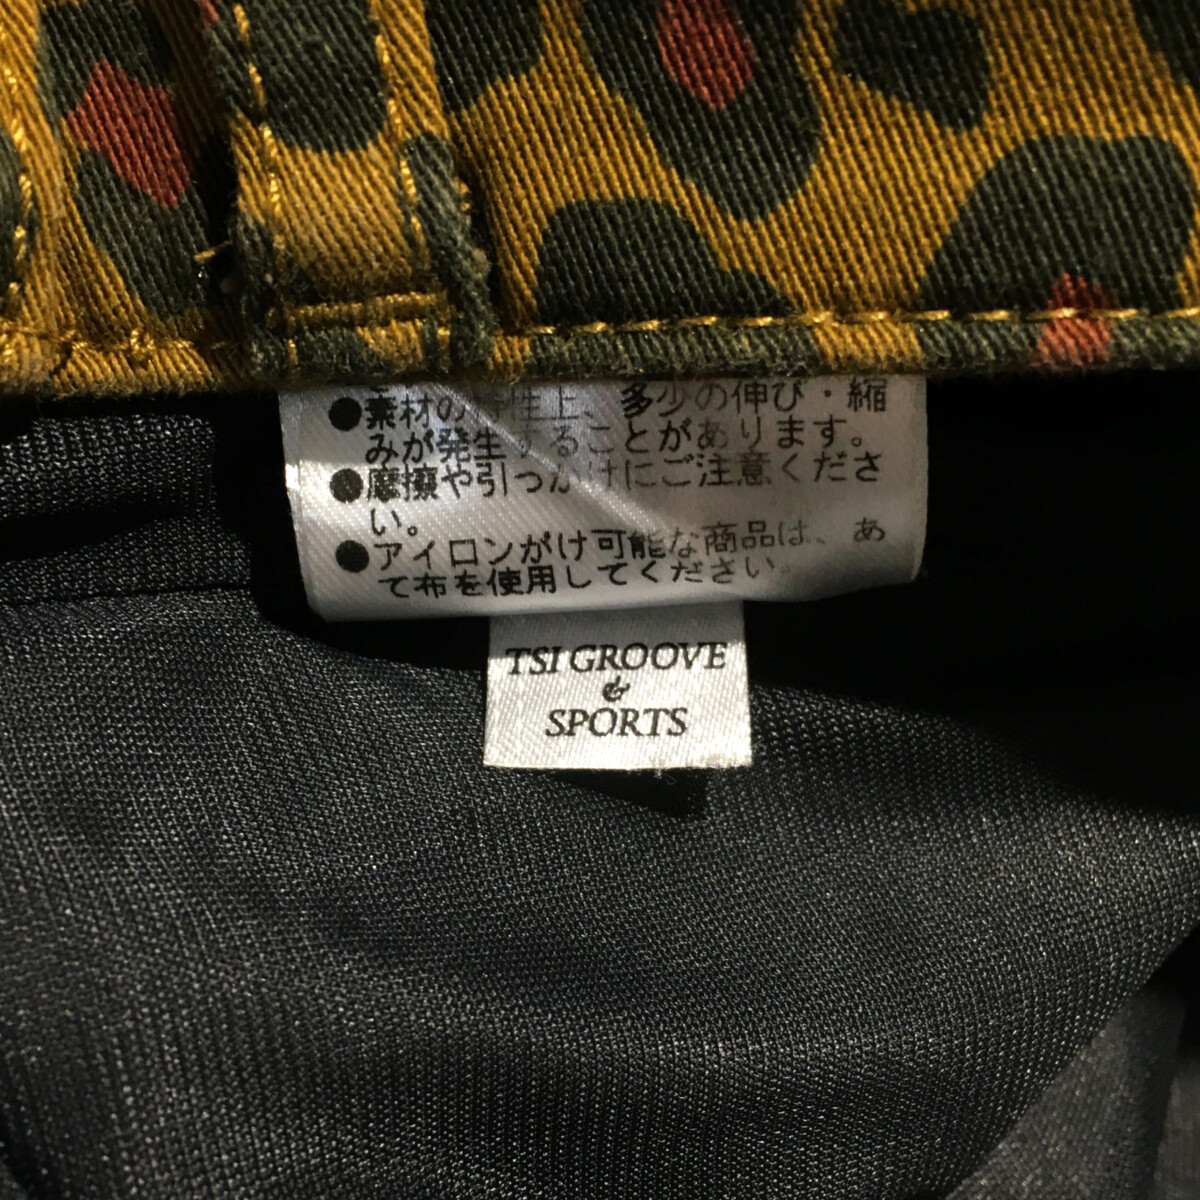 ●素材の特性上、多少の伸び・縮
みが発生することがあります。
●摩擦や引っかけにご注意くださ
い。
●アイロンがけ可能な商品は、あ
て布を使用してください。
TSI GROOVE
&
SPORTS